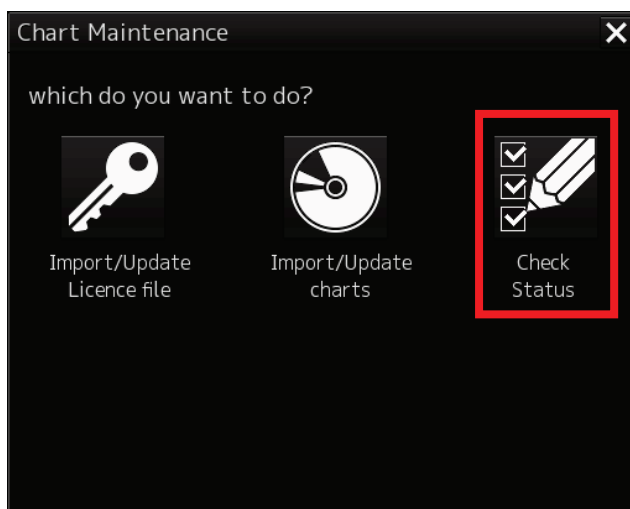 Chart Maintenance
which do you want to do?
Import/Update
Licence file
Import/Update
charts
Check
Status